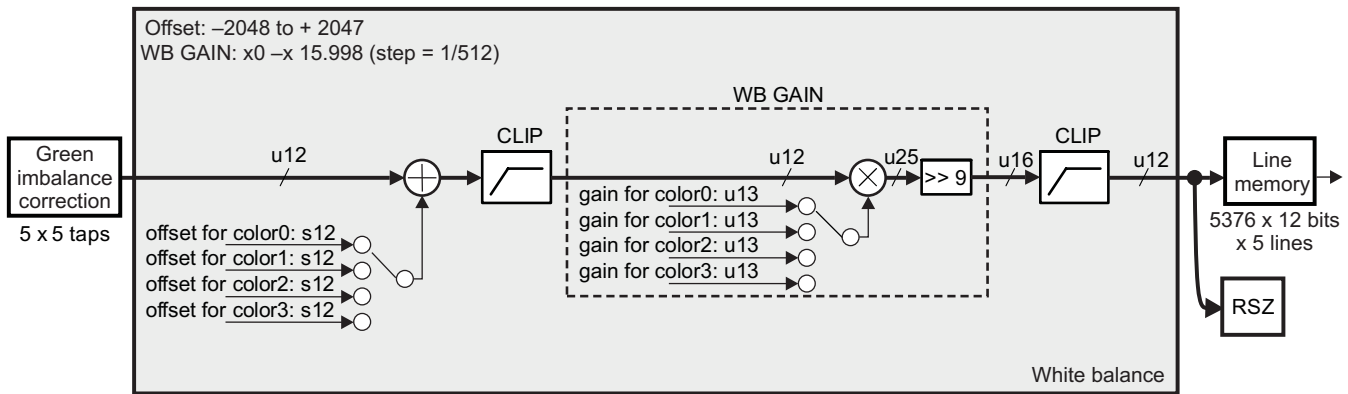 Offset: –2048 to + 2047
WB GAIN: x0 –x 15.998 (step = 1/512)
Green
imbalance
correction
5 x 5 taps
u12
offset for color0: s12
offset for color1: s12
offset for color2: s12
offset for color3: s12
CLIP
WB GAIN
u12
gain for color0: u13
gain for color1: u13
gain for color2: u13
gain for color3: u13
u25
>> 9
u16
CLIP
u12
Line
memory
5376 x 12 bits
x 5 lines
RSZ
White balance